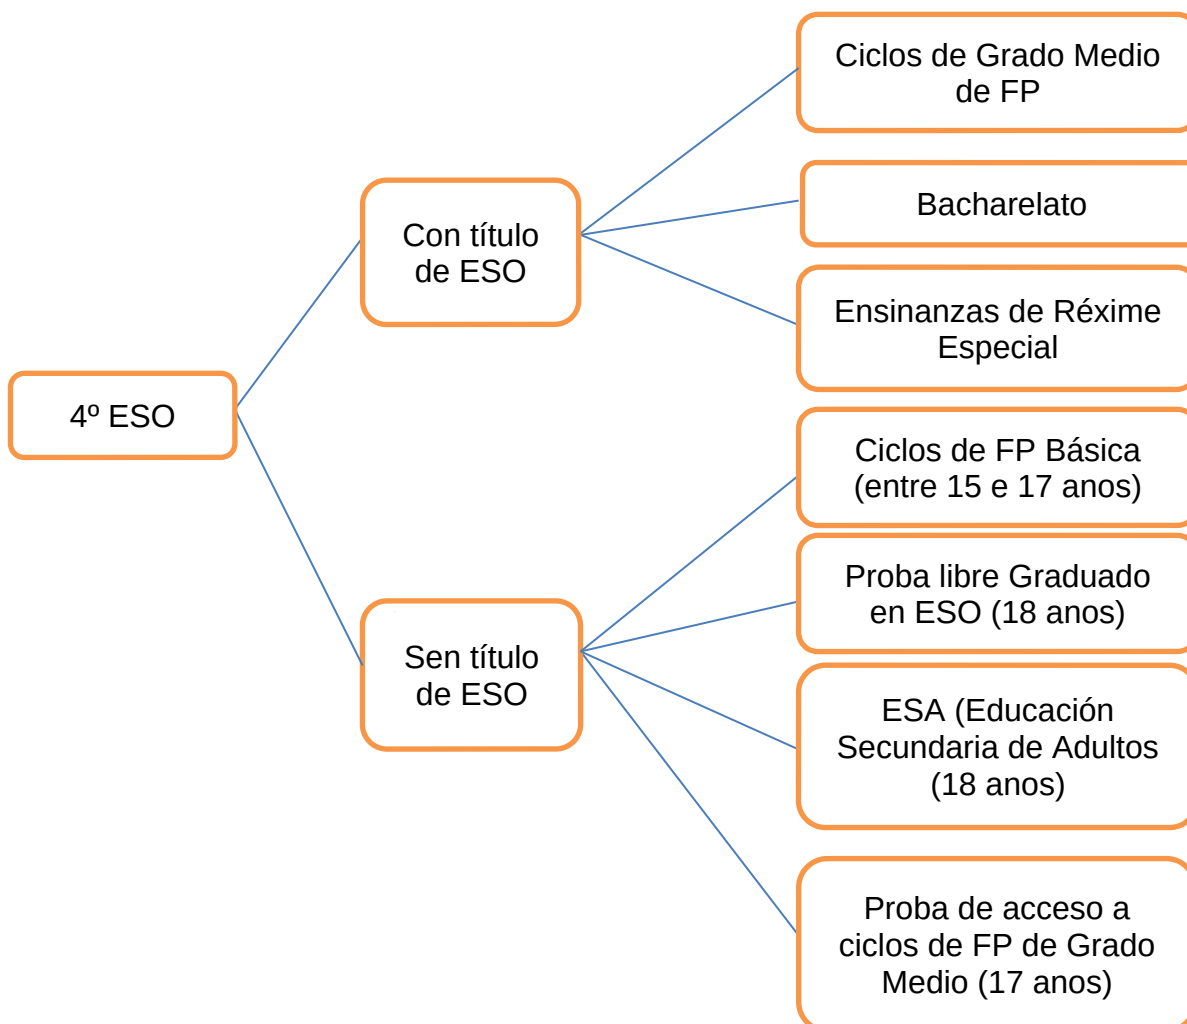 Ciclos de Grado Medio
de FP
Bacharelato
Con título
de ESO
Ensinanzas de Réxime
Especial
4º ESO
Ciclos de FP Básica
(entre 15 e 17 anos)
Proba libre Graduado
en ESO (18 anos)
Sen título
de ESO
ESA (Educación
Secundaria de Adultos
(18 anos)
Proba de acceso a
ciclos de FP de Grado
Medio (17 anos)